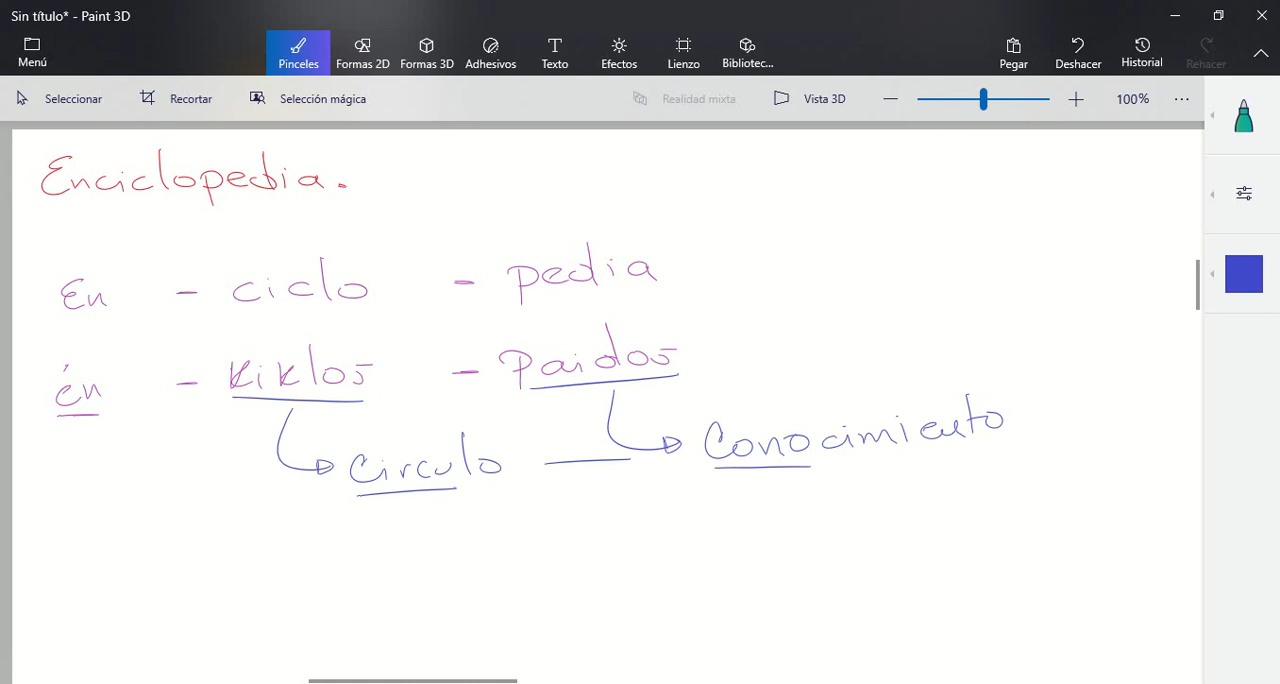 Sin título* - Paint 3D
Menú
Pinceles
Formas 2D
Formas 3D
Adhesivos
Texto
Efectos
Lienzo
Bibliotec...
Pegar
Deshacer
Historial
Rehacer
Seleccionar
Recortar
Selección mágica
Realidad mixta
Vista 3D
100%
Enciclopedia.
En - ciclo - pedia
én - Kiklos - Paidos
Circulo — Conocimiento